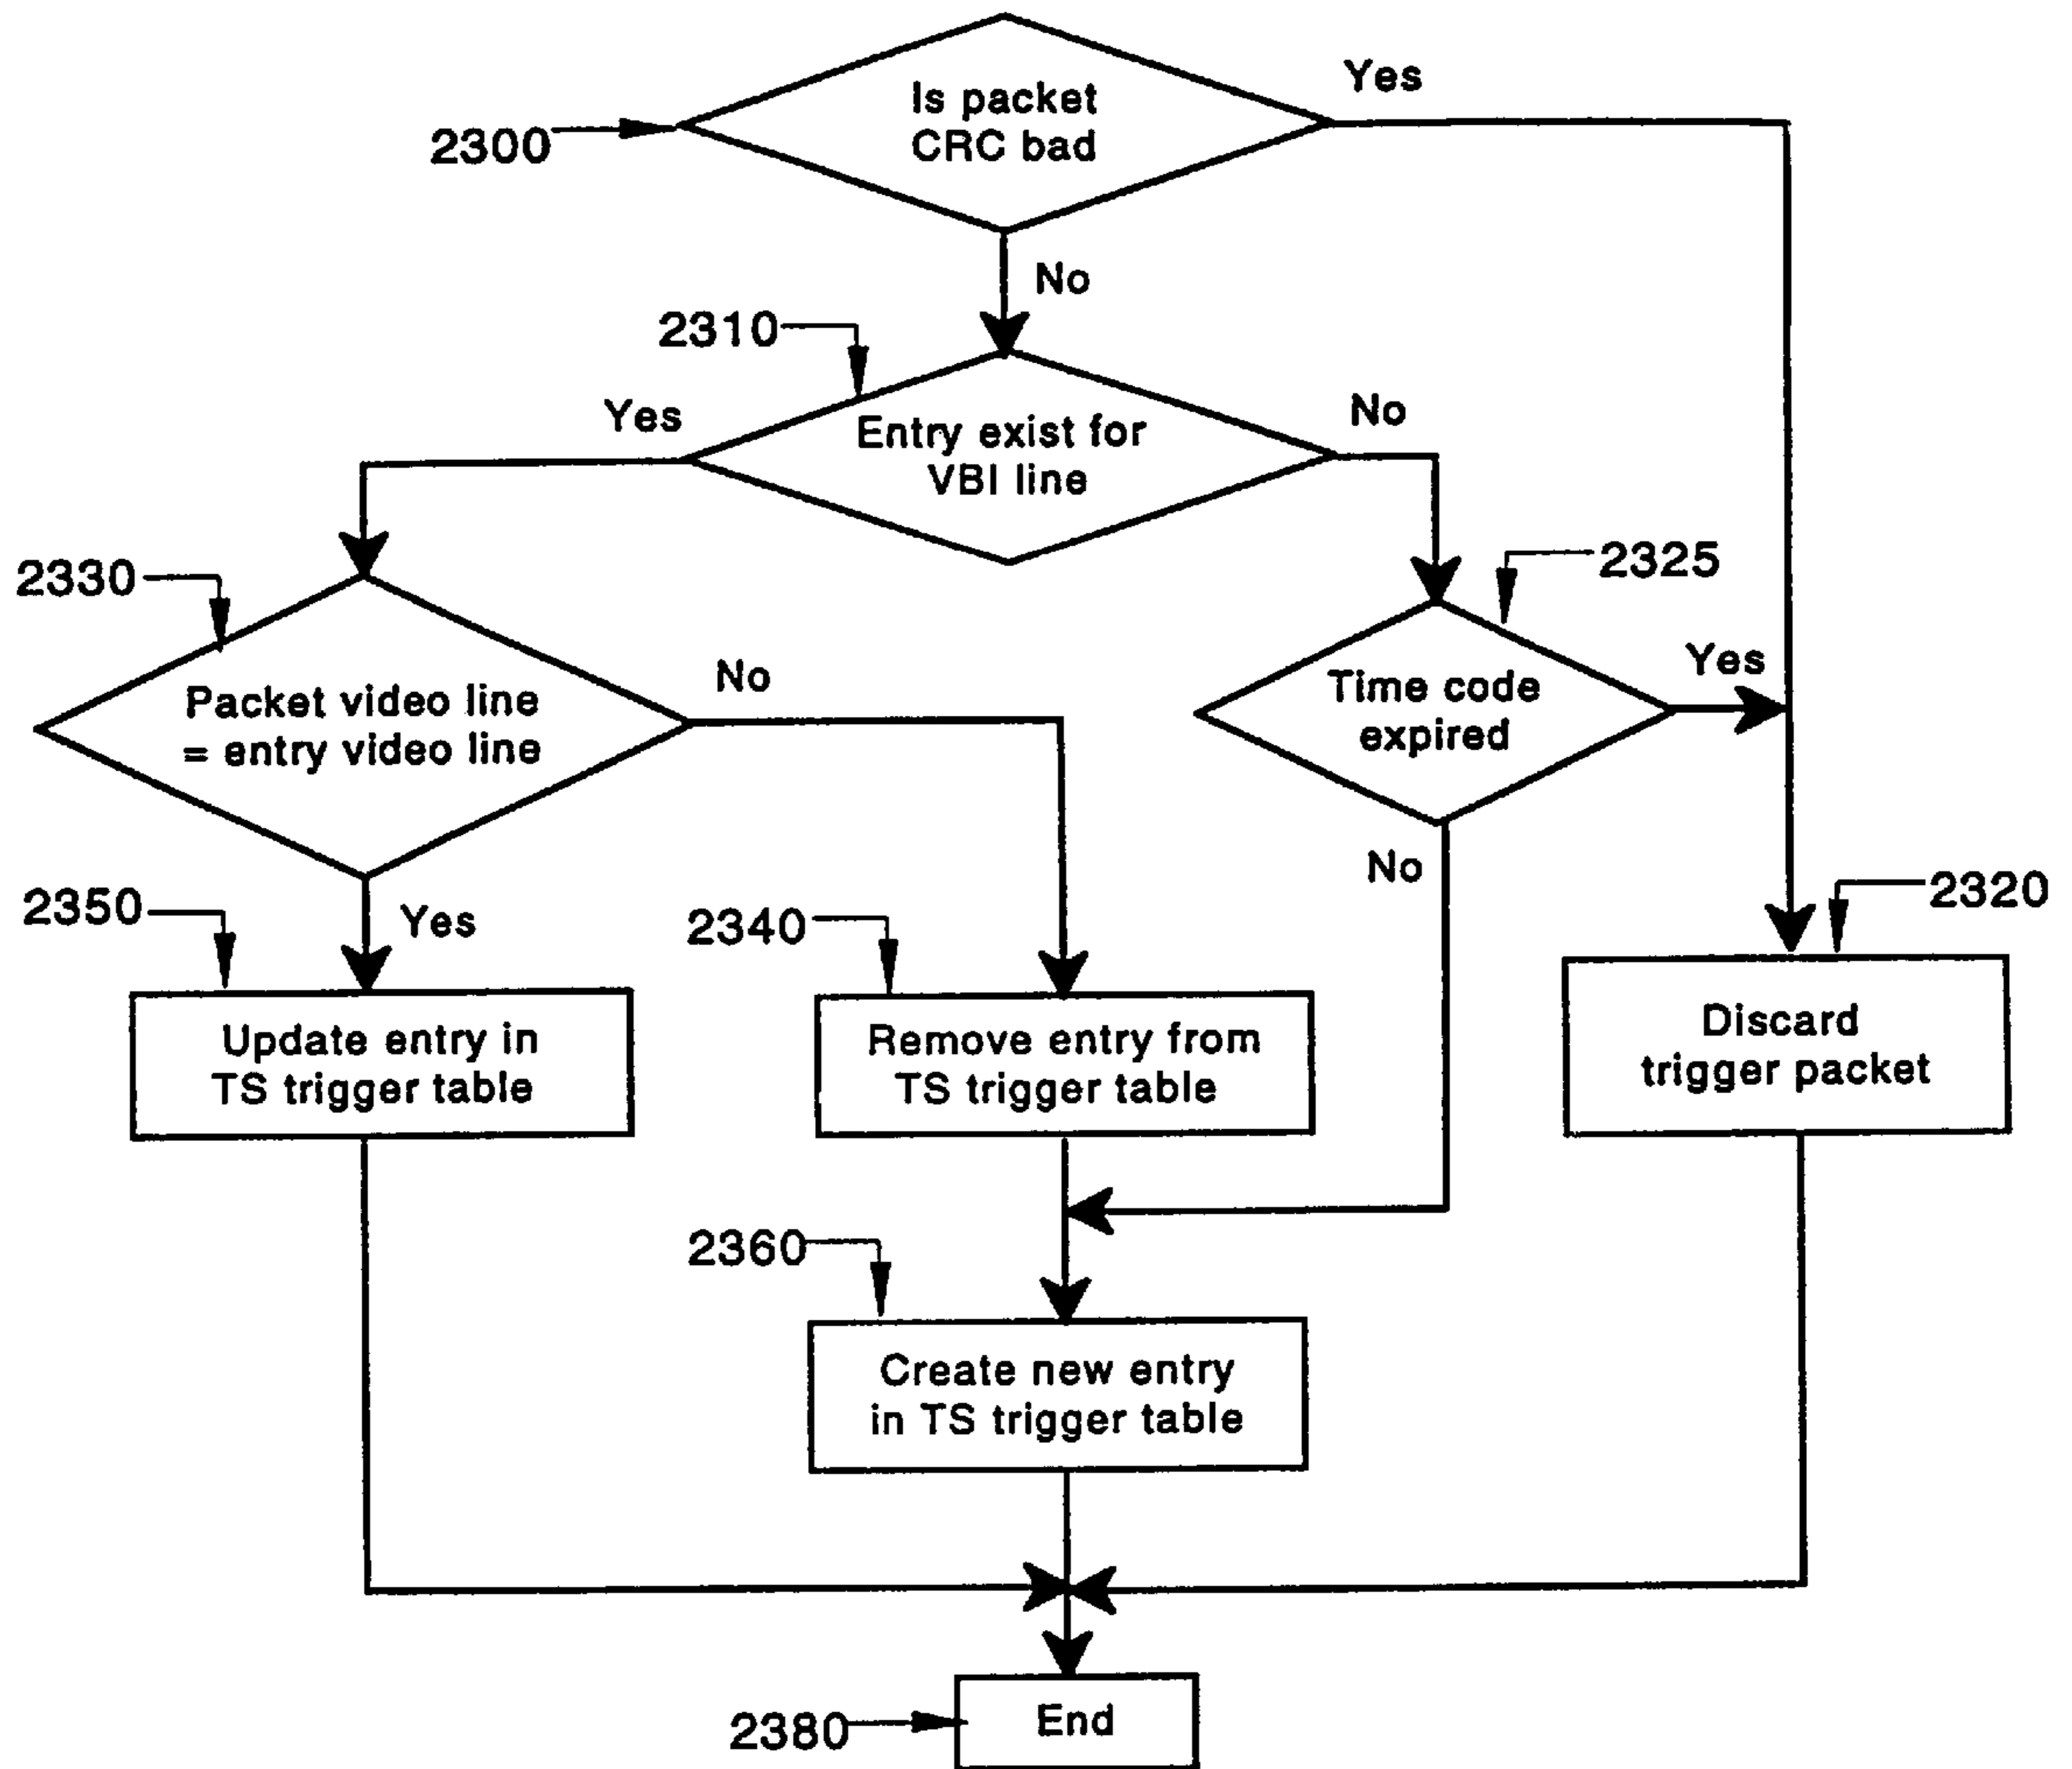 Yes
Is packet
CRC bad
2300
No
2310
Yes
No
Entry exist for
VBI line
2325
2330
Yes
No
Time code
expired
Packet video line
= entry video line
No
2320
2350
Yes
2340
Discard
trigger packet
Update entry in
TS trigger table
Remove entry from
TS trigger table
2360
Create new entry
in TS trigger table
2380
End